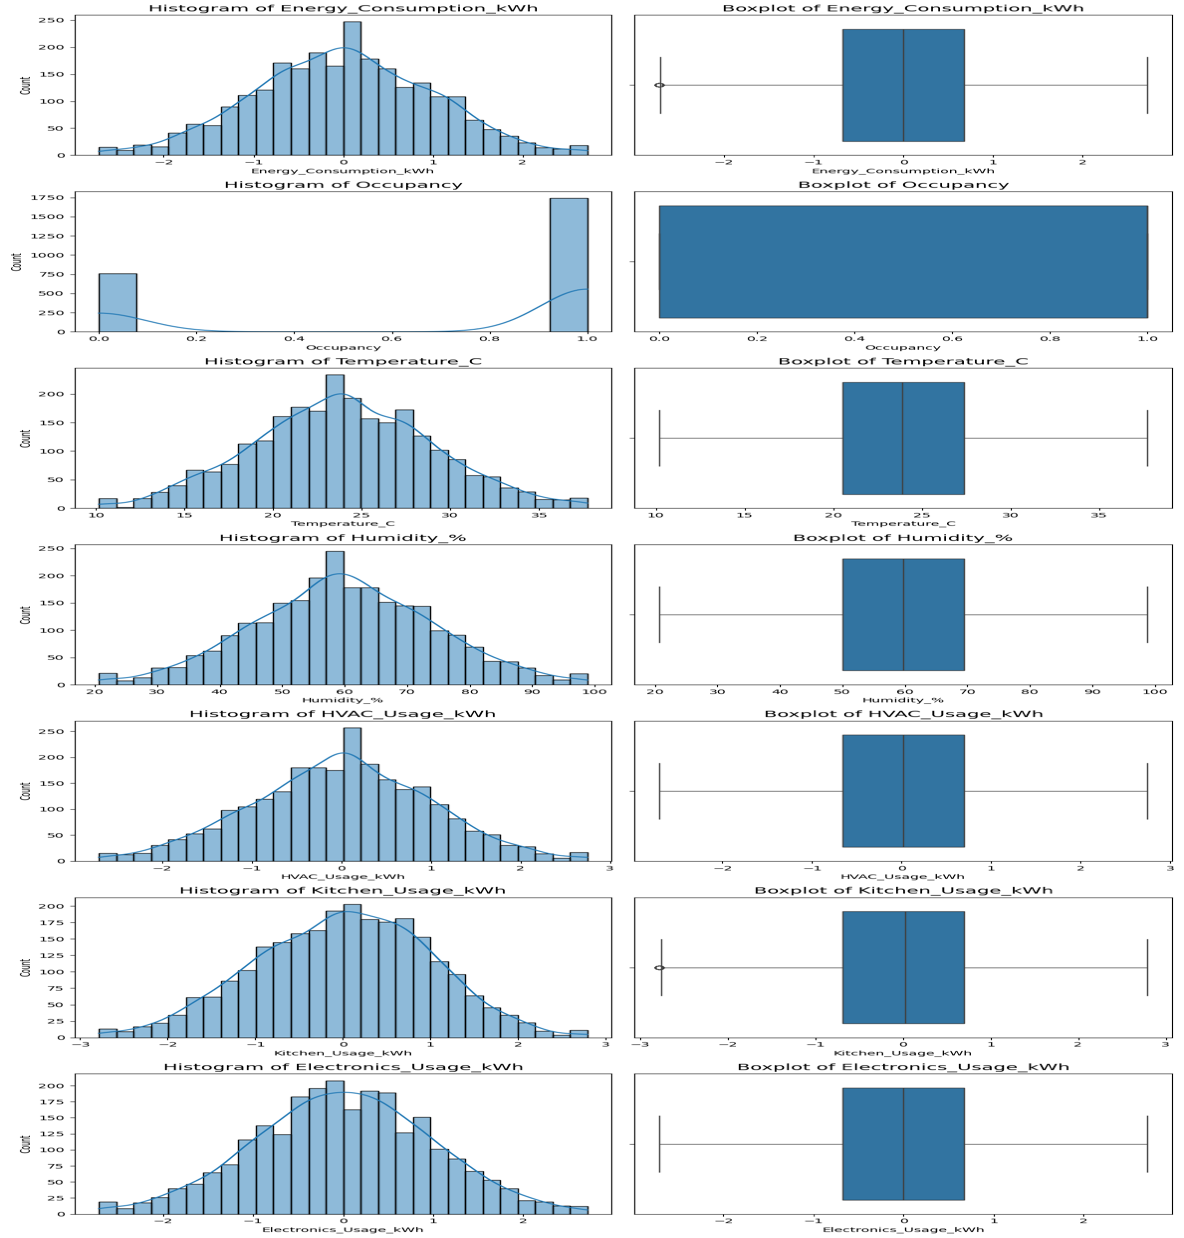 Histogram of Energy_Consumption_kWh
Boxplot of Energy_Consumption_kWh
250
200
150
100
50
0
Count
−2 −1 0 1 2
Energy_Consumption_kWh
−2 −1 0 1 2
Energy_Consumption_kWh
Histogram of Occupancy
Boxplot of Occupancy
1750
1500
1250
1000
750
500
250
0
Count
0.0 0.2 0.4 0.6 0.8 1.0
Occupancy
0.0 0.2 0.4 0.6 0.8 1.0
Occupancy
Histogram of Temperature_C
Boxplot of Temperature_C
200
150
100
50
0
Count
10 15 20 25 30 35
Temperature_C
10 15 20 25 30 35
Temperature_C
Histogram of Humidity_%
Boxplot of Humidity_%
250
200
150
100
50
0
Count
20 30 40 50 60 70 80 90 100
Humidity_%
20 30 40 50 60 70 80 90 100
Humidity_%
Histogram of HVAC_Usage_kWh
Boxplot of HVAC_Usage_kWh
250
200
150
100
50
0
Count
−2 −1 0 1 2 3
HVAC_Usage_kWh
−2 −1 0 1 2 3
HVAC_Usage_kWh
Histogram of Kitchen_Usage_kWh
Boxplot of Kitchen_Usage_kWh
200
175
150
125
100
75
50
25
0
Count
−3 −2 −1 0 1 2 3
Kitchen_Usage_kWh
−3 −2 −1 0 1 2 3
Kitchen_Usage_kWh
Histogram of Electronics_Usage_kWh
Boxplot of Electronics_Usage_kWh
200
175
150
125
100
75
50
25
0
Count
−2 −1 0 1 2
Electronics_Usage_kWh
−2 −1 0 1 2
Electronics_Usage_kWh